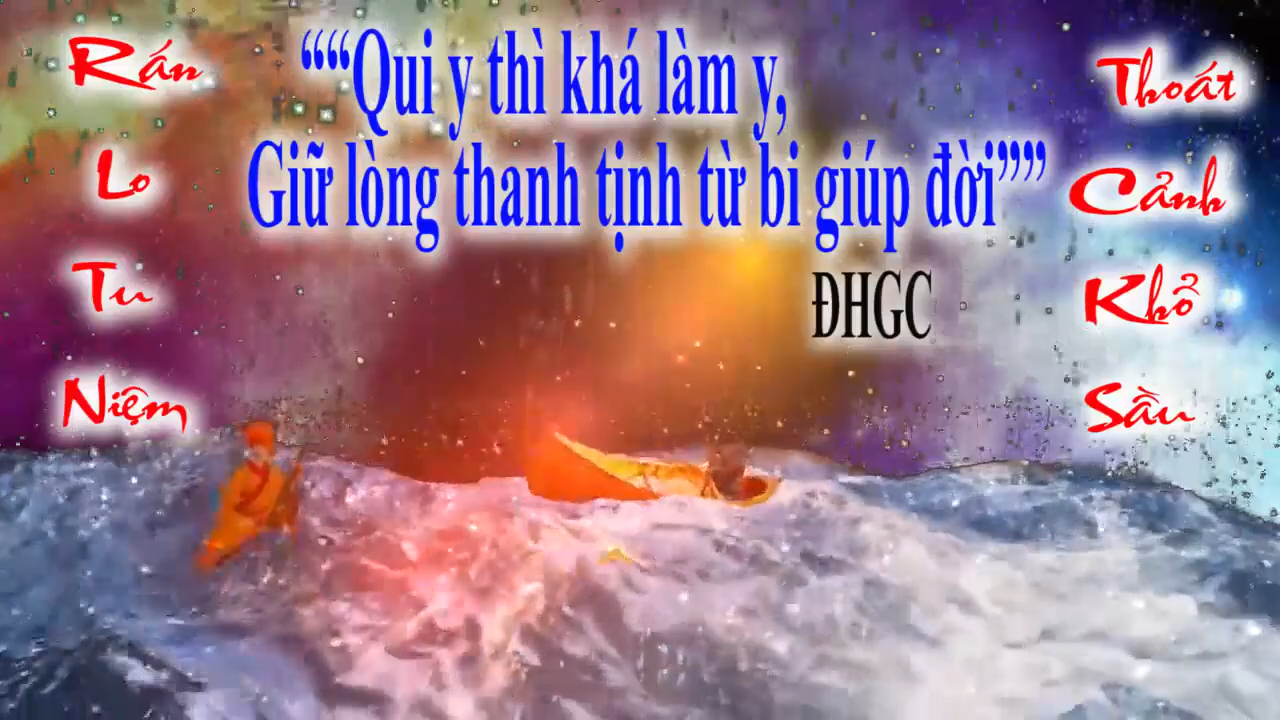 Rấn
Lo
Tu
Niệm
““Qui y thì khá làm y,
Giữ lòng thanh tịnh từ bi giúp đời””
ĐHGC
Thoát
Cảnh
Khổ
Sầu